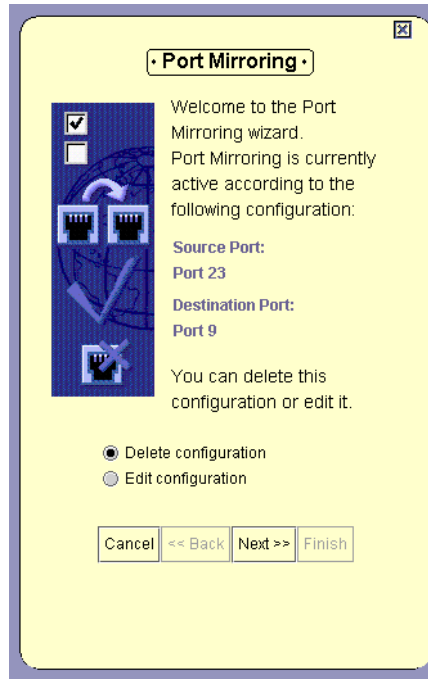 · Port Mirroring ·
Welcome to the Port
Mirroring wizard.
Port Mirroring is currently
active according to the
following configuration:
Source Port:
Port 23
Destination Port:
Port 9
You can delete this
configuration or edit it.
Delete configuration
Edit configuration
Cancel << Back Next >> Finish